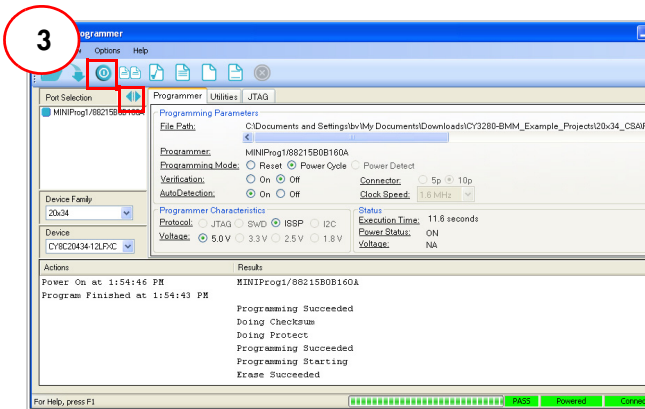 3
rogrammer
Options Help
Port Selection
MINIProg1/88215B0B160A
Programmer Utilities JTAG
Programming Parameters
File Path: C:\Documents and Settings\bv\My Documents\Downloads\CY3280-BMM_Example_Projects\20x34_CSA\F
Programmer: MINIProg1/88215B0B160A
Programming Mode: Reset Power Cycle Power Detect
Verification: On Off Connector: 5p 10p
AutoDetection: On Off Clock Speed: 1.6 MHz
Device Family
20x34
Device
CY8C20434-12LFXC
Programmer Characteristics
Protocol: JTAG SWD ISSP I2C
Voltage: 5.0 V 3.3 V 2.5 V 1.8 V
Status
Execution Time: 11.6 seconds
Power Status: ON
Voltage: NA
Actions Results
Power On at 1:54:46 PM MINIProg1/88215B0B160A
Program Finished at 1:54:43 PM
Programming Succeeded
Doing Checksum
Doing Protect
Programming Succeeded
Programming Starting
Erase Succeeded
For Help, press F1 PASS Powered Connec